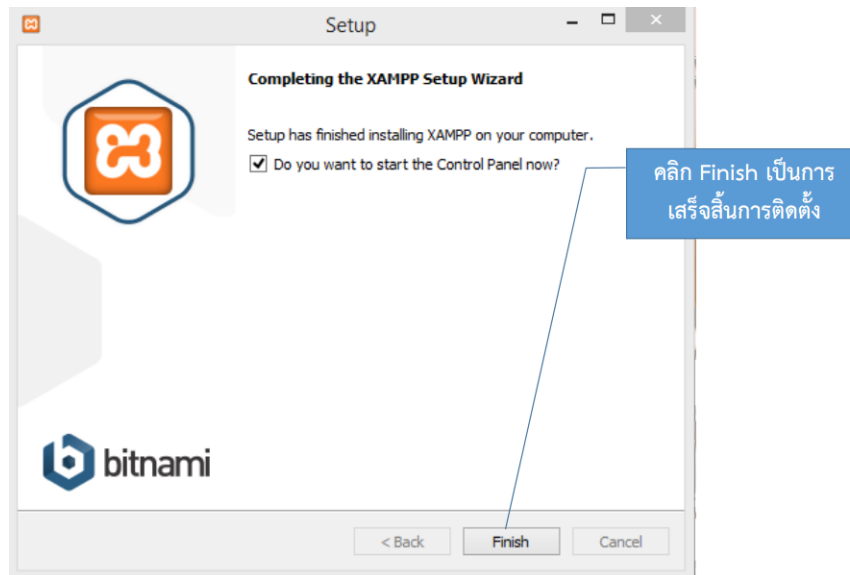 Setup
Completing the XAMPP Setup Wizard
Setup has finished installing XAMPP on your computer.
Do you want to start the Control Panel now?
คลิก Finish เป็นการ
เสร็จสิ้นการติดตั้ง
bitnami
< Back Finish Cancel